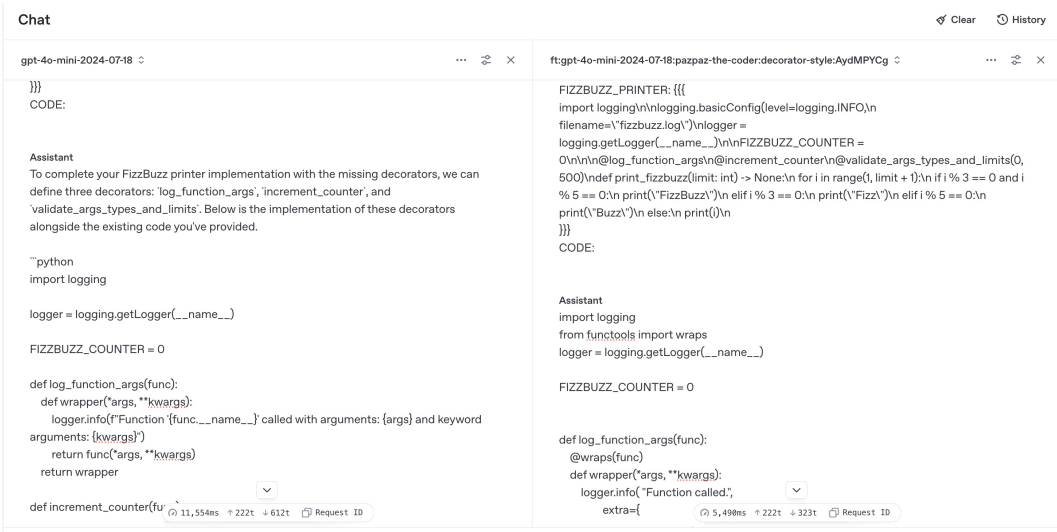 Chat
Clear
History
gpt-4o-mini-2024-07-18
}}}
CODE:
Assistant
To complete your FizzBuzz printer implementation with the missing decorators, we can
define three decorators: `log_function_args`, `increment_counter`, and
`validate_args_types_and_limits`. Below is the implementation of these decorators
alongside the existing code you've provided.
```python
import logging
logger = logging.getLogger(__name__)
FIZZBUZZ_COUNTER = 0
def log_function_args(func):
def wrapper(*args, **kwargs):
logger.info(f"Function '{func.__name__}' called with arguments: {args} and keyword
arguments: {kwargs}")
return func(*args, **kwargs)
return wrapper
def increment_counter(func):
11,554ms ↑222t ↓612t Request ID
ft:gpt-4o-mini-2024-07-18:pazpaz-the-coder:decorator-style:AydMPYCg
FIZZBUZZ_PRINTER: {{{
import logging\n\nlogging.basicConfig(level=logging.INFO,\n
filename=\"fizzbuzz.log\")\nlogger =
logging.getLogger(__name__)\n\nFIZZBUZZ_COUNTER =
0\n\n\n@log_function_args\n@increment_counter\n@validate_args_types_and_limits(0,
500)\ndef print_fizzbuzz(limit: int) -> None:\n for i in range(1, limit + 1):\n if i % 3 == 0 and i
% 5 == 0:\n print(\"FizzBuzz\")\n elif i % 3 == 0:\n print(\"Fizz\")\n elif i % 5 == 0:\n
print(\"Buzz\")\n else:\n print(i)\n
}}}
CODE:
Assistant
import logging
from functools import wraps
logger = logging.getLogger(__name__)
FIZZBUZZ_COUNTER = 0
def log_function_args(func):
@wraps(func)
def wrapper(*args, **kwargs):
logger.info( "Function called.",
extra={
5,490ms ↑222t ↓323t Request ID